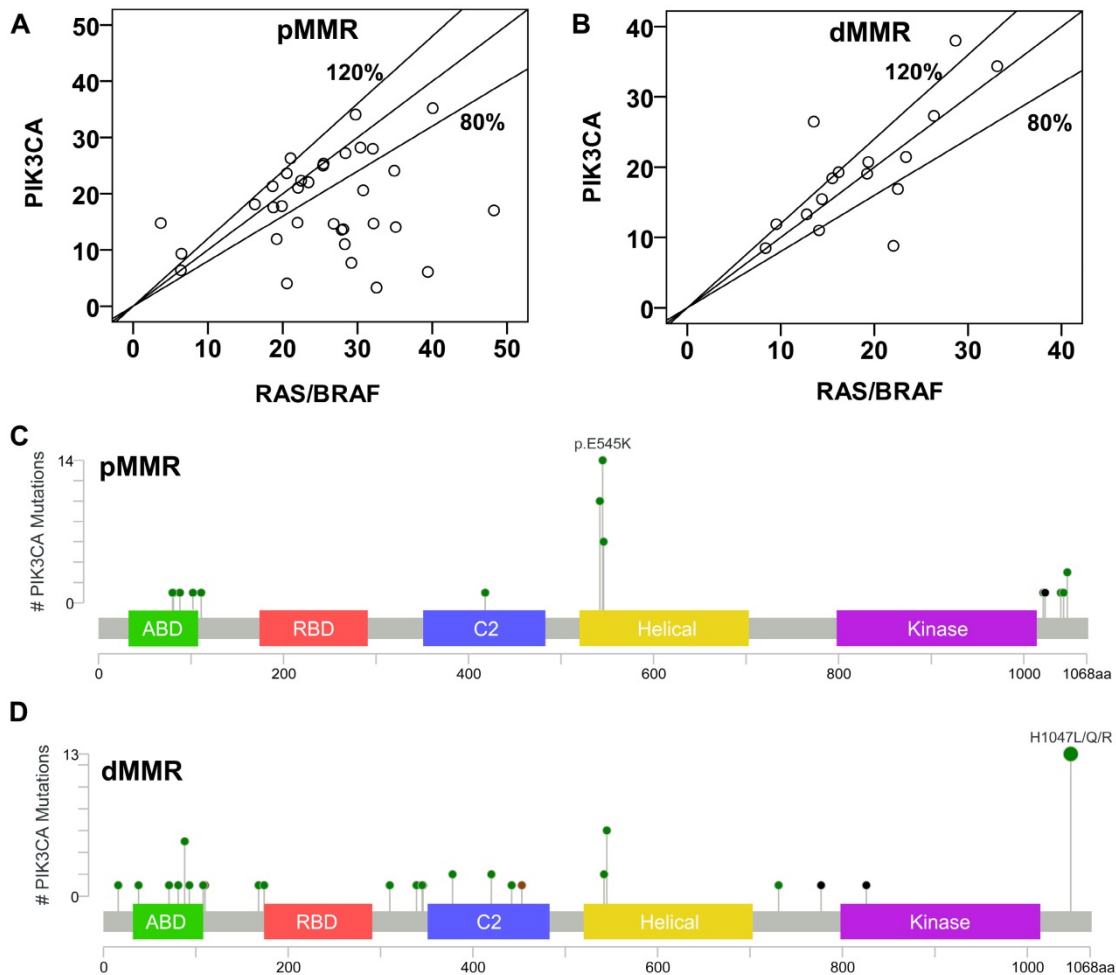 A
pMMR
120%
80%
PIK3CA
50
40
30
20
10
0
0 10 20 30 40 50
RAS/BRAF
B
dMMR
120%
80%
PIK3CA
40
30
20
10
0
0 10 20 30 40
RAS/BRAF
C
pMMR
p.E545K
# PIK3CA Mutations
14
0
ABD RBD C2 Helical Kinase
0 200 400 600 800 1000 1068aa
D
dMMR
H1047L/Q/R
# PIK3CA Mutations
13
0
ABD RBD C2 Helical Kinase
0 200 400 600 800 1000 1068aa